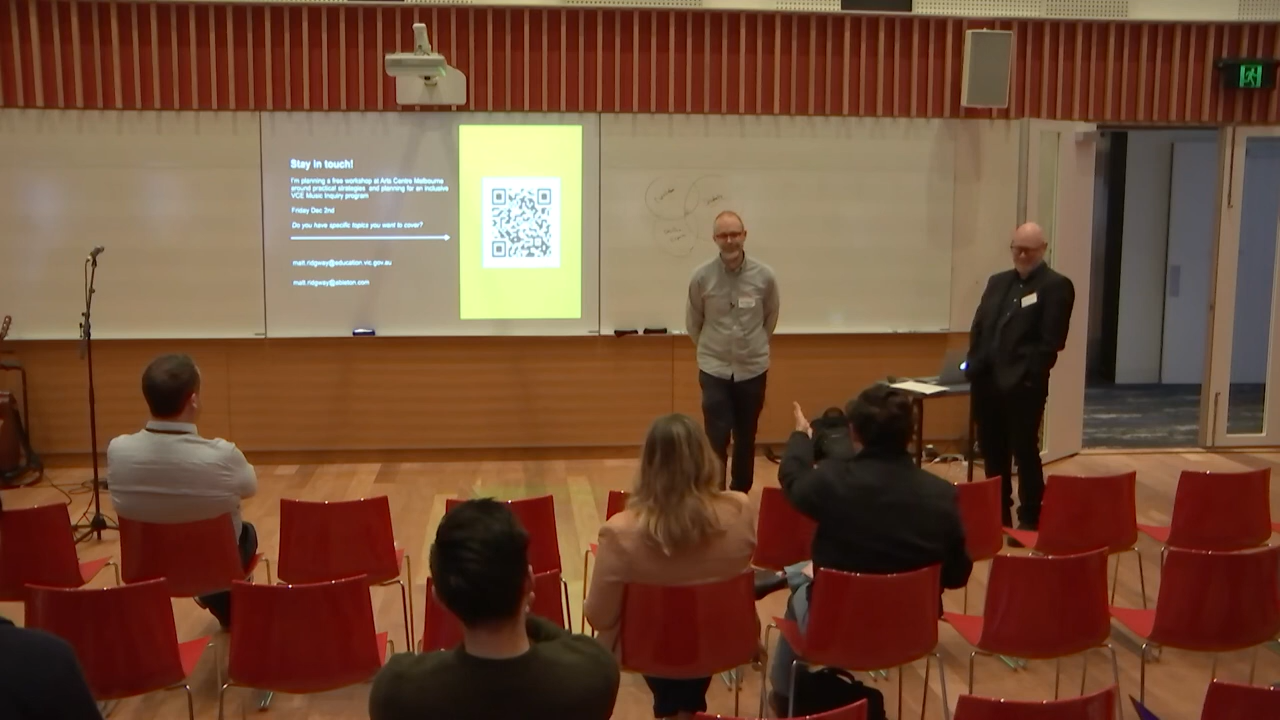 Stay in touch!
I'm planning a free workshop at Arts Centre Melbourne
around practical strategies and planning for an inclusive
VCE Music Inquiry program
Friday Dec 2nd
Do you have specific topics you want to cover?
matt.ridgway@education.vic.gov.au
matt.ridgway@ableton.com